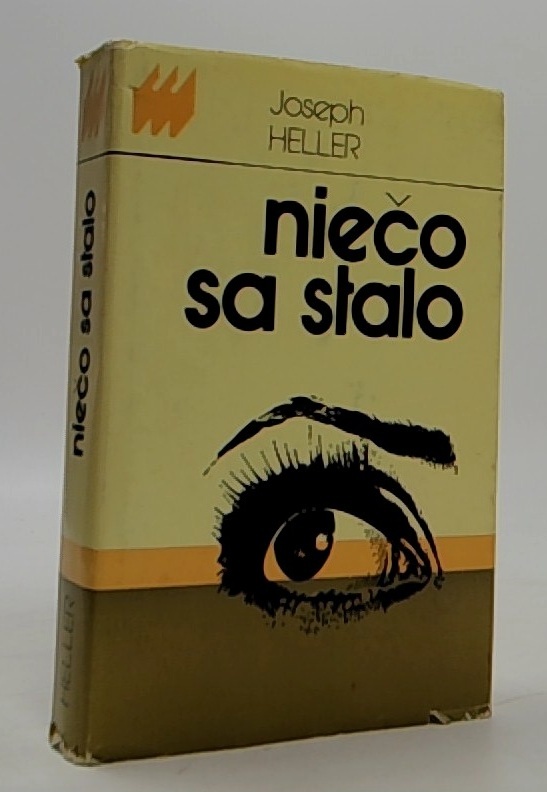 Joseph
HELLER
niečo
sa stalo
niečo sa stalo
HELLER